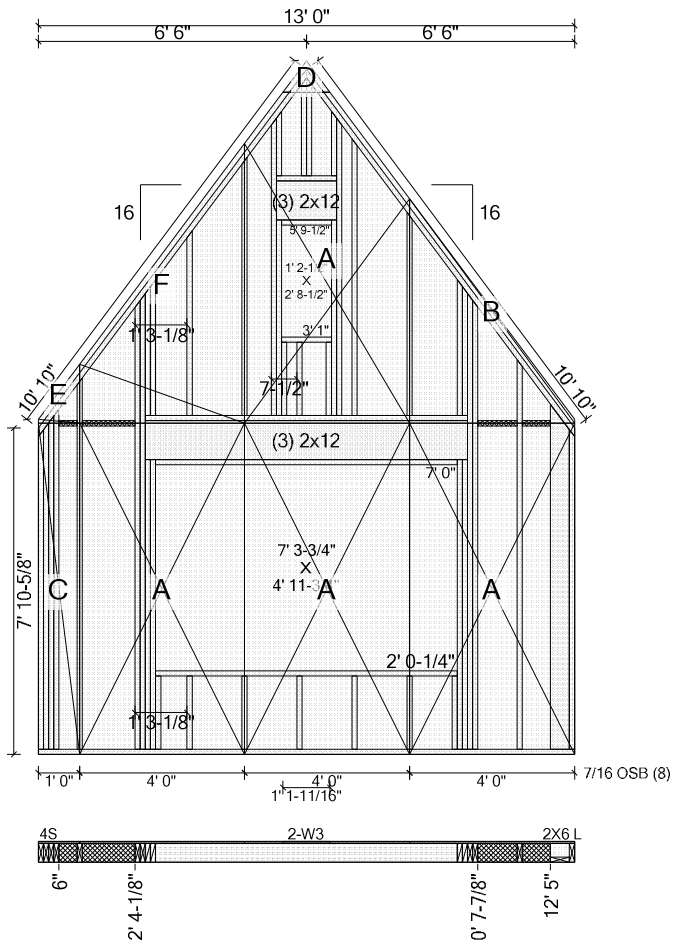 13' 0"
6' 6" 6' 6"
D
16 16
(3) 2x12
5' 9-1/2"
A
1' 2-1
X
2' 8-1/2"
F
B
1' 3-1/8"
3' 1"
7-1/2"
E
10' 10" 10' 10"
(3) 2x12
7' 0"
7' 3-3/4"
X
4' 11-3
7' 10-5/8"
C A A A
2' 0-1/4"
1' 3-1/8"
1' 0" 4' 0" 4' 0" 4' 0" 7/16 OSB (8)
1" 1-11/16"
4S 2-W3 2X6 L
6" 2' 4-1/8" 0' 7-7/8" 12' 5"